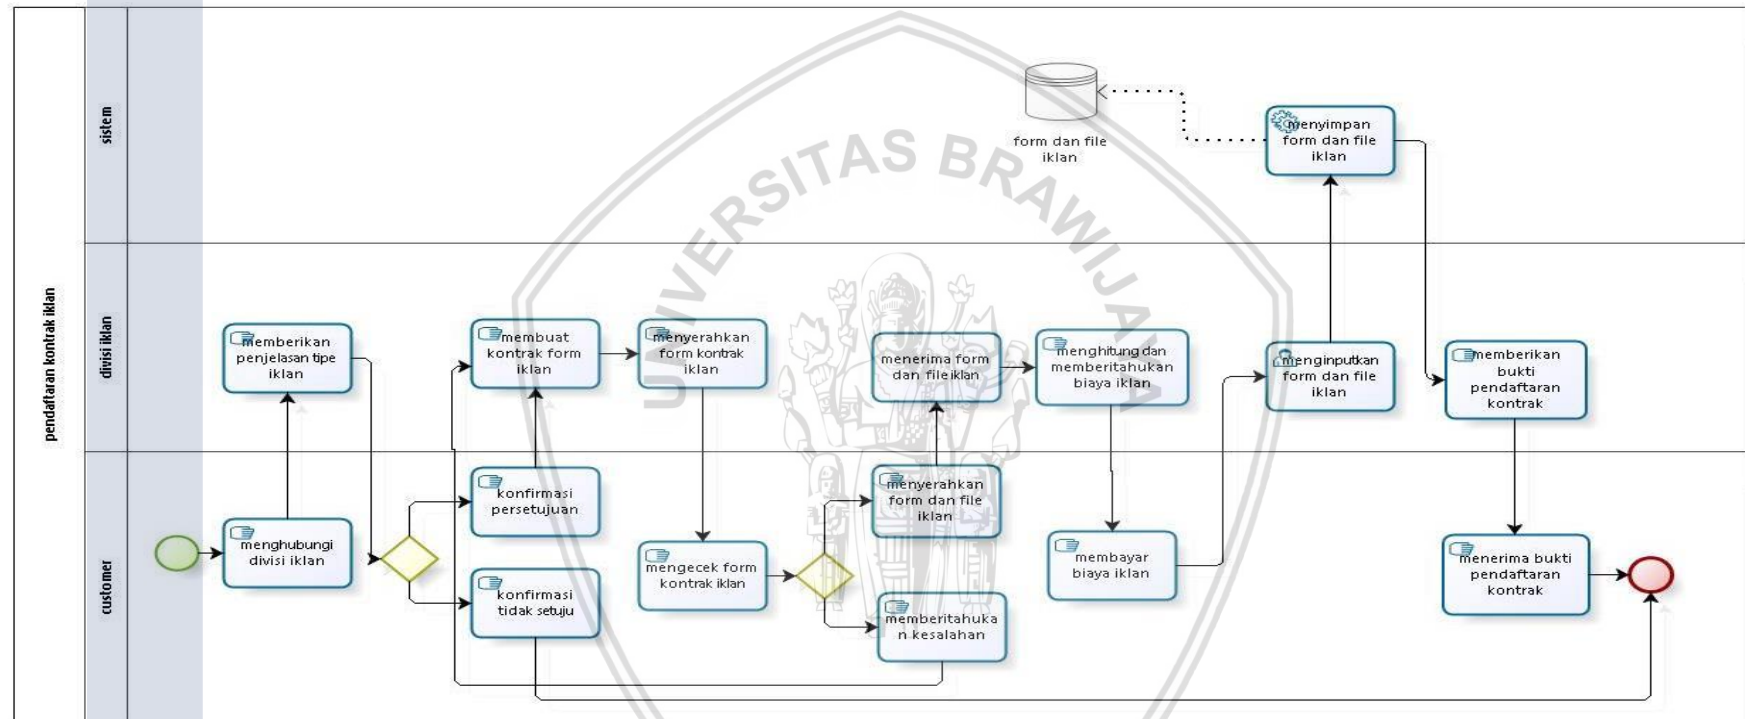 pendaftaran kontrak iklan
sistem
form dan file
iklan
menyimpan
form dan file
iklan
divisi iklan
memberikan
penjelasan tipe
iklan
membuat
kontrak form
iklan
menyerahkan
form kontrak
iklan
menerima form
dan file iklan
menghitung dan
memberitahukan
biaya iklan
menginputkan
form dan file
iklan
memberikan
bukti
pendaftaran
kontrak
customer
menghubungi
divisi iklan
konfirmasi
persetujuan
konfirmasi
tidak setuju
mengecek form
kontrak iklan
menyerahkan
form dan file
iklan
memberitahuka
n kesalahan
membayar
biaya iklan
menerima bukti
pendaftaran
kontrak
UNIVERSITAS BRAWIJAYA